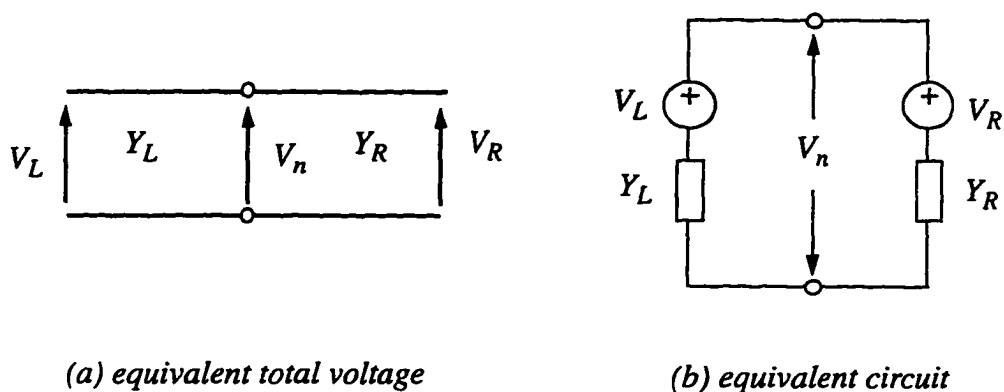 V_L
Y_L
V_n
Y_R
V_R
(a) equivalent total voltage
V_L
+
Y_L
V_n
+
V_R
Y_R
(b) equivalent circuit